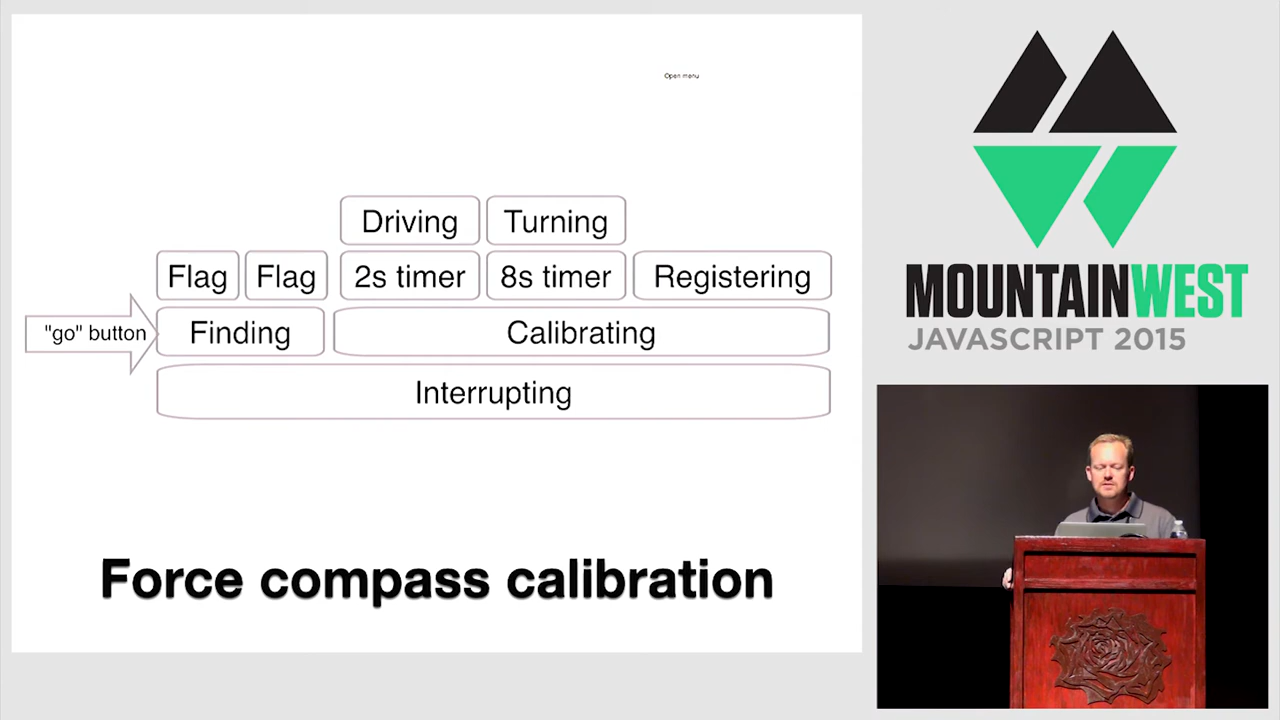 Open menu
Driving
Turning
Flag
Flag
2s timer
8s timer
Registering
"go" button
Finding
Calibrating
Interrupting
Force compass calibration
MOUNTAINWEST
JAVASCRIPT 2015